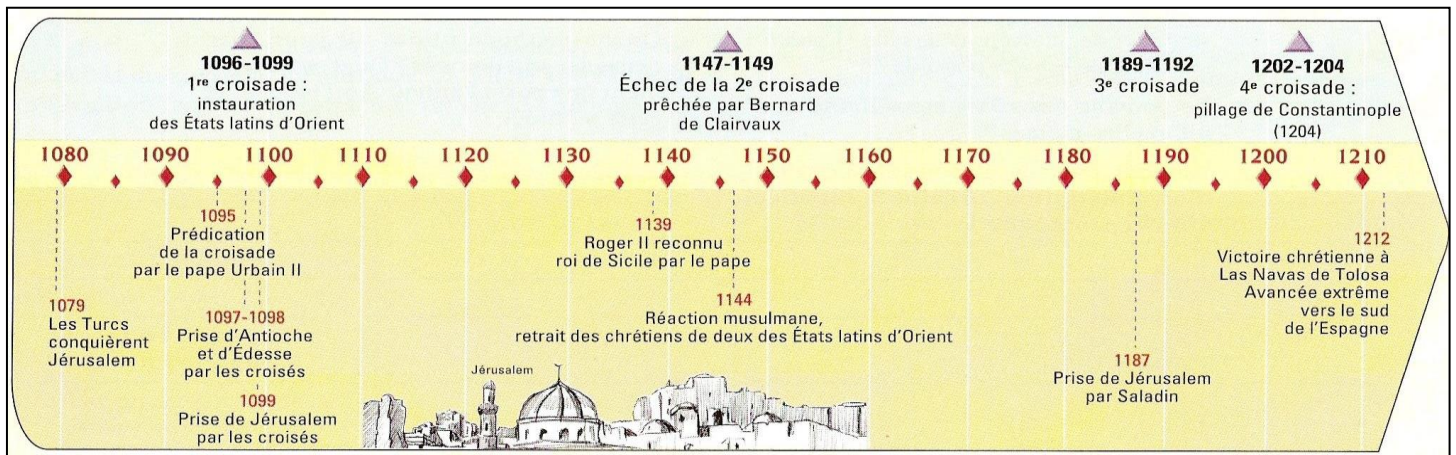 1096-1099
1re croisade :
instauration
des États latins d'Orient
1147-1149
Échec de la 2e croisade
prêchée par Bernard
de Clairvaux
1189-1192
3e croisade
1202-1204
4e croisade :
pillage de Constantinople
(1204)
1080 1090 1100 1110 1120 1130 1140 1150 1160 1170 1180 1190 1200 1210
1079
Les Turcs
conquièrent
Jérusalem
1095
Prédication
de la croisade
par le pape Urbain II
1097-1098
Prise d'Antioche
et d'Édesse
par les croisés
1099
Prise de Jérusalem
par les croisés
Jérusalem
1139
Roger II reconnu
roi de Sicile par le pape
1144
Réaction musulmane,
retrait des chrétiens de deux des États latins d'Orient
1187
Prise de Jérusalem
par Saladin
1212
Victoire chrétienne à
Las Navas de Tolosa
Avancée extrême
vers le sud
de l'Espagne